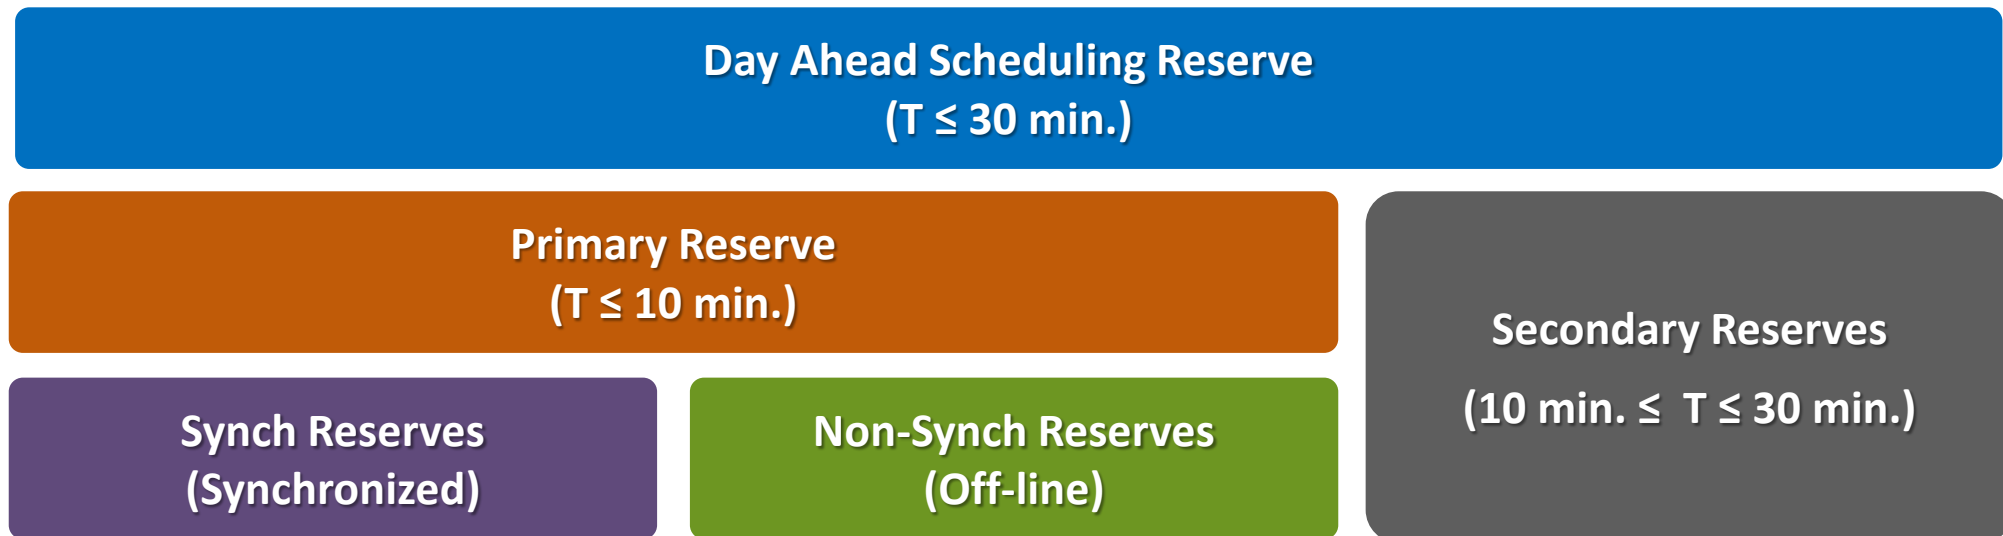 Day Ahead Scheduling Reserve
(T ≤ 30 min.)
Primary Reserve
(T ≤ 10 min.)
Secondary Reserves
(10 min. ≤  T ≤ 30 min.)
Synch Reserves
(Synchronized)
Non-Synch Reserves
(Off-line)